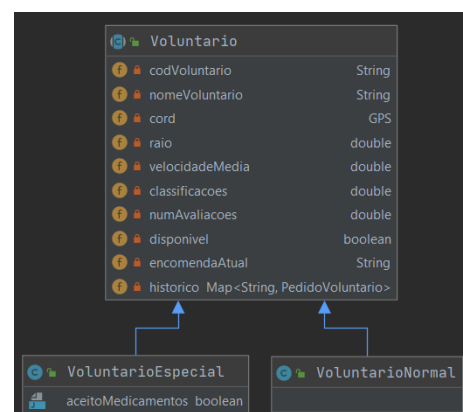 Voluntario
codVoluntario String
nomeVoluntario String
cord GPS
raio double
velocidadeMedia double
classificacoes double
numAvaliacoes double
disponivel boolean
encomendaAtual String
historico Map<String, PedidoVoluntario>
VoluntarioEspecial
aceitoMedicamentos boolean
VoluntarioNormal